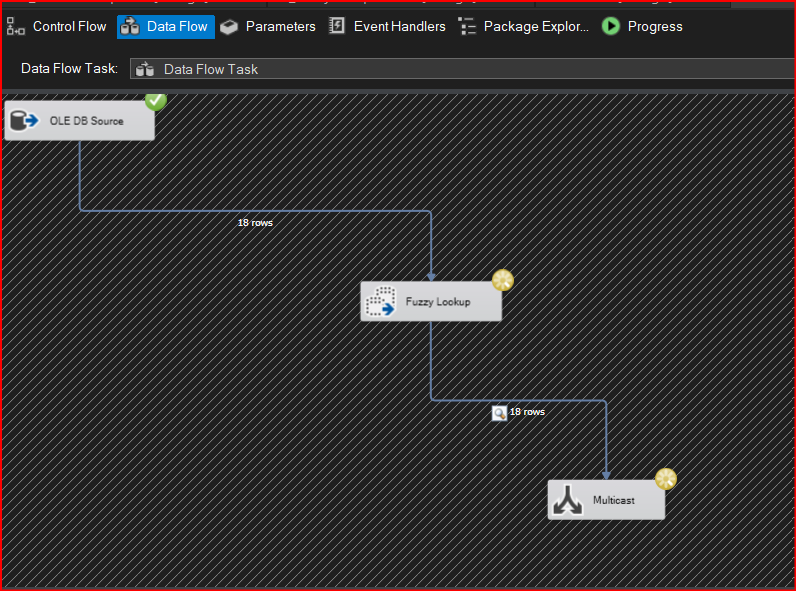 Control Flow Data Flow Parameters Event Handlers Package Explor... Progress
Data Flow Task: Data Flow Task
OLE DB Source
18 rows
Fuzzy Lookup
18 rows
Multicast